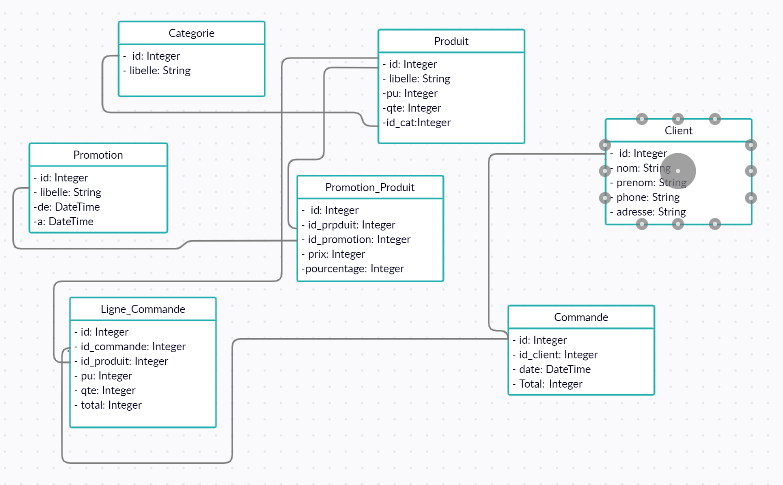 Categorie
- id: Integer
- libelle: String
Produit
- id: Integer
- libelle: String
-pu: Integer
-qte: Integer
-id_cat:Integer
Client
- id: Integer
- nom: String
- prenom: String
- phone: String
- adresse: String
Promotion
- id: Integer
- libelle: String
-de: DateTime
-a: DateTime
Promotion_Produit
- id: Integer
- id_prpduit: Integer
- id_promotion: Integer
- prix: Integer
-pourcentage: Integer
Ligne_Commande
- id: Integer
- id_commande: Integer
- id_produit: Integer
- pu: Integer
- qte: Integer
- total: Integer
Commande
- id: Integer
- id_client: Integer
- date: DateTime
- Total: Integer